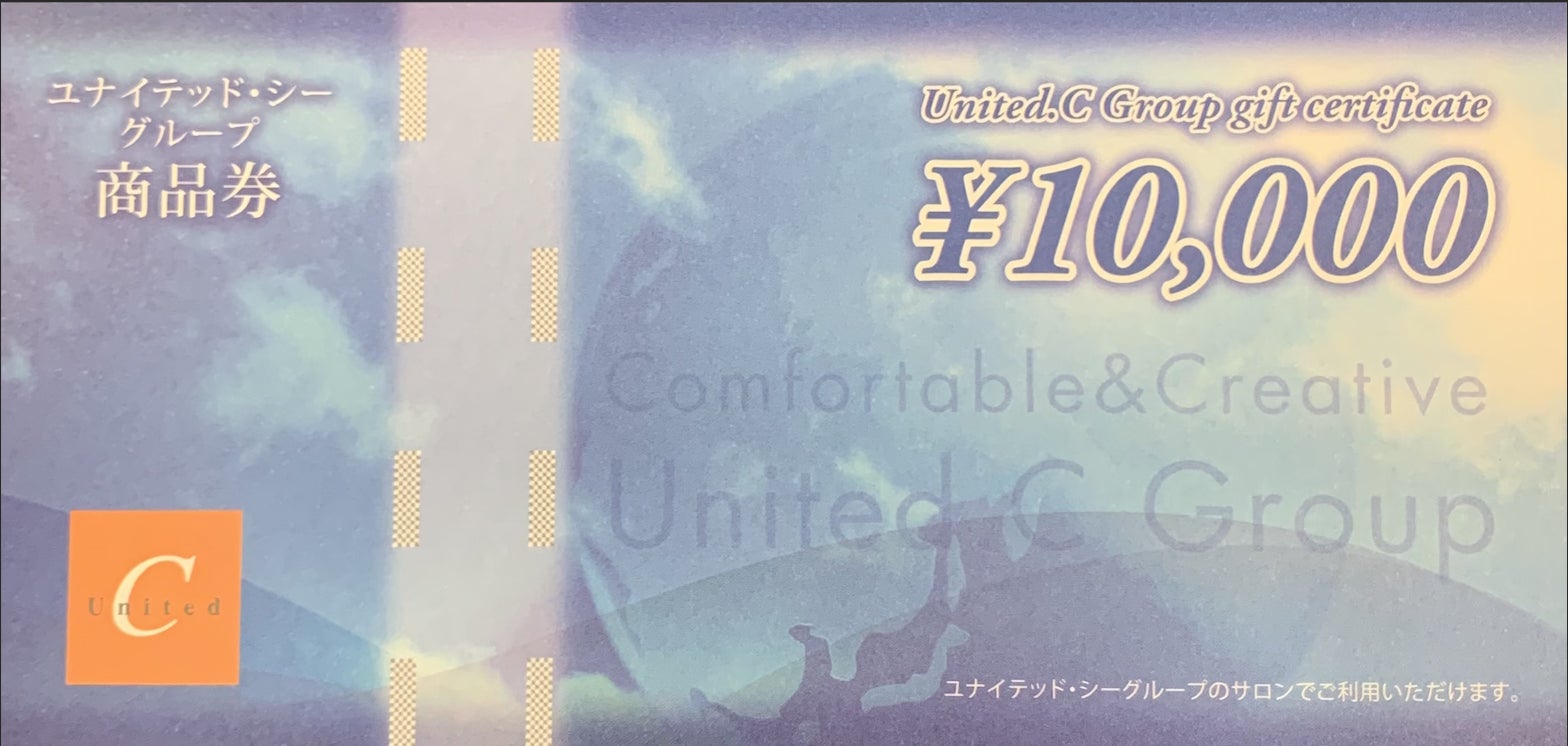 ユナイテッド・シー
グループ
商品券
United.C Group gift certificate
¥10,000
Comfortable&Creative
United.C Group
C
United
ユナイテッド・シーグループのサロンでご利用いただけます。